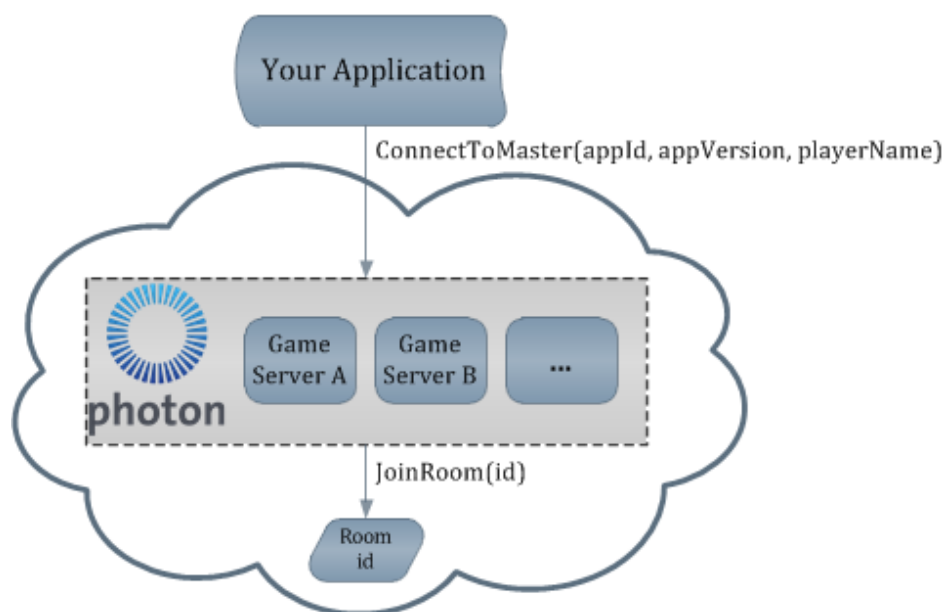 Your Application
ConnectToMaster(appId, appVersion, playerName)
photon
Game
Server A
Game
Server B
...
JoinRoom(id)
Room
id